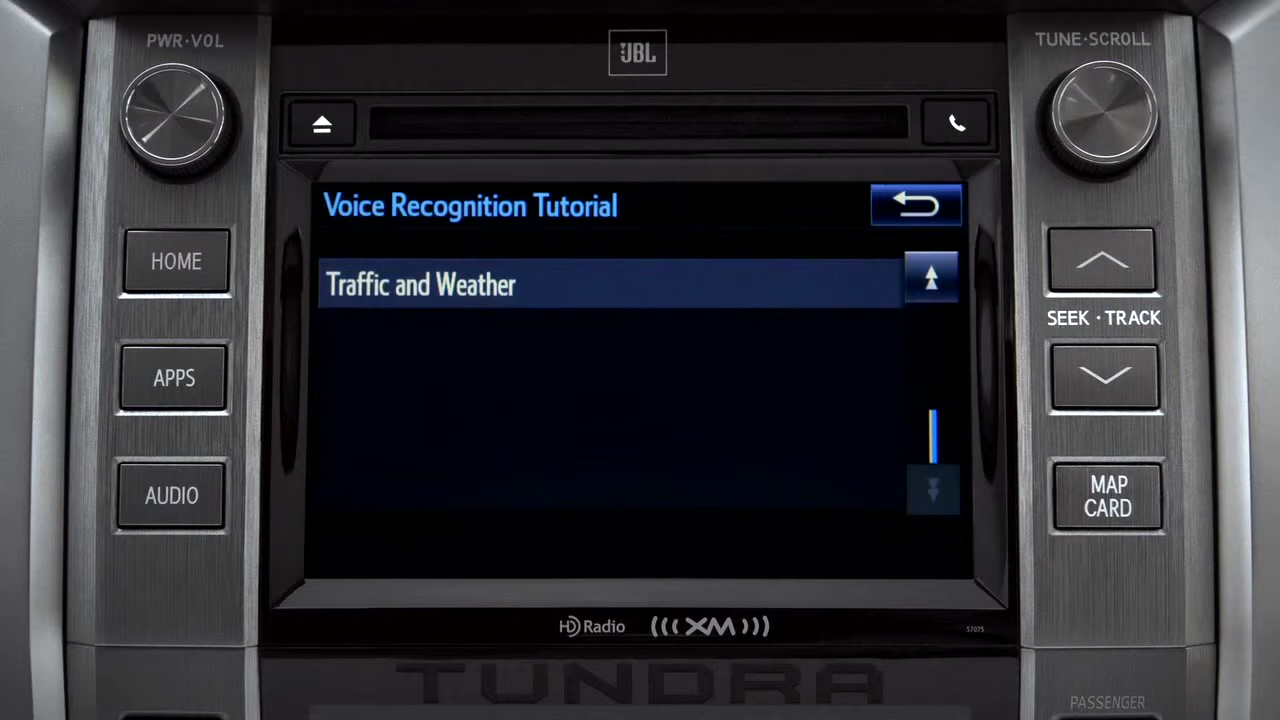 PWR·VOL
JBL
TUNE·SCROLL
Voice Recognition Tutorial
HOME
Traffic and Weather
SEEK · TRACK
APPS
AUDIO
MAP
CARD
HD Radio
((( XM )))
57075
TUNDRA
PASSENGER